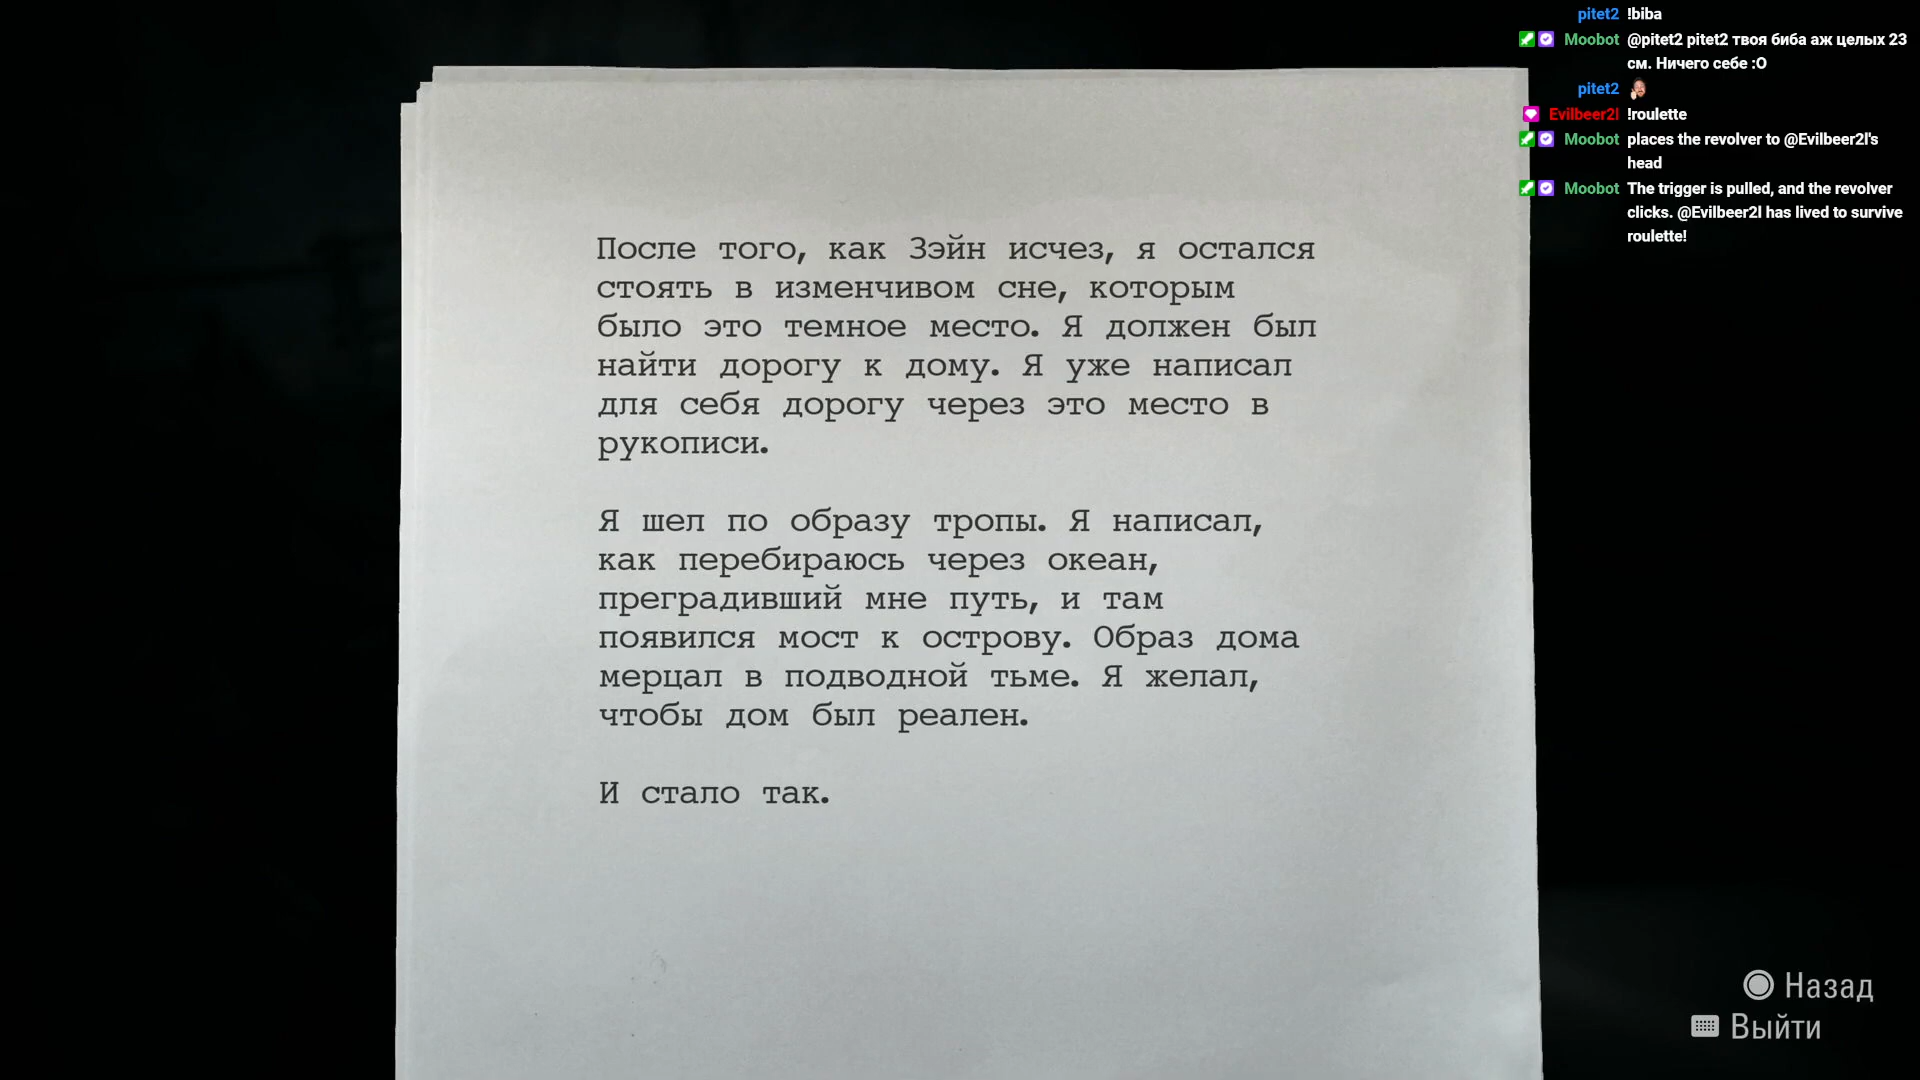 После того, как Зэйн исчез, я остался
стоять в изменчивом сне, которым
было это темное место. Я должен был
найти дорогу к дому. Я уже написал
для себя дорогу через это место в
рукописи.
Я шел по образу тропы. Я написал,
как перебираюсь через океан,
преградивший мне путь, и там
появился мост к острову. Образ дома
мерцал в подводной тьме. Я желал,
чтобы дом был реален.
И стало так.
pitet2 !biba
Moobot @pitet2 pitet2 твоя биба аж целых 23
см. Ничего себе :О
pitet2
Evilbeer2l !roulette
Moobot places the revolver to @Evilbeer2l's
head
Moobot The trigger is pulled, and the revolver
clicks. @Evilbeer2l has lived to survive
roulette!
Назад
Выйти